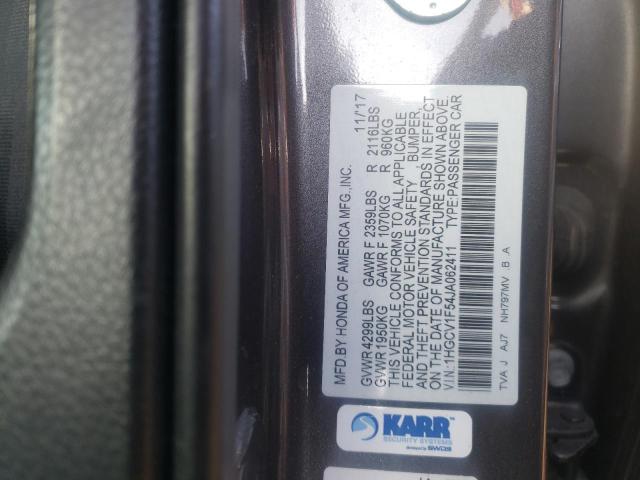 MFD.BY HONDA OF AMERICA MFG.,INC. 11/17
GVWR 4299LBS GAWR F 2359LBS R 2116LBS
GVWR 1950KG GAWR F 1070KG R 960KG
THIS VEHICLE CONFORMS TO ALL APPLICABLE
FEDERAL MOTOR VEHICLE SAFETY, BUMPER,
AND THEFT PREVENTION STANDARDS IN EFFECT
ON THE DATE OF MANUFACTURE SHOWN ABOVE.
V.I.N:1HGCV1F54JA062411 TYPE:PASSENGER CAR
TVA J AJ7 NH797MV B A
KARR
SECURITY SYSTEMS
SWDS